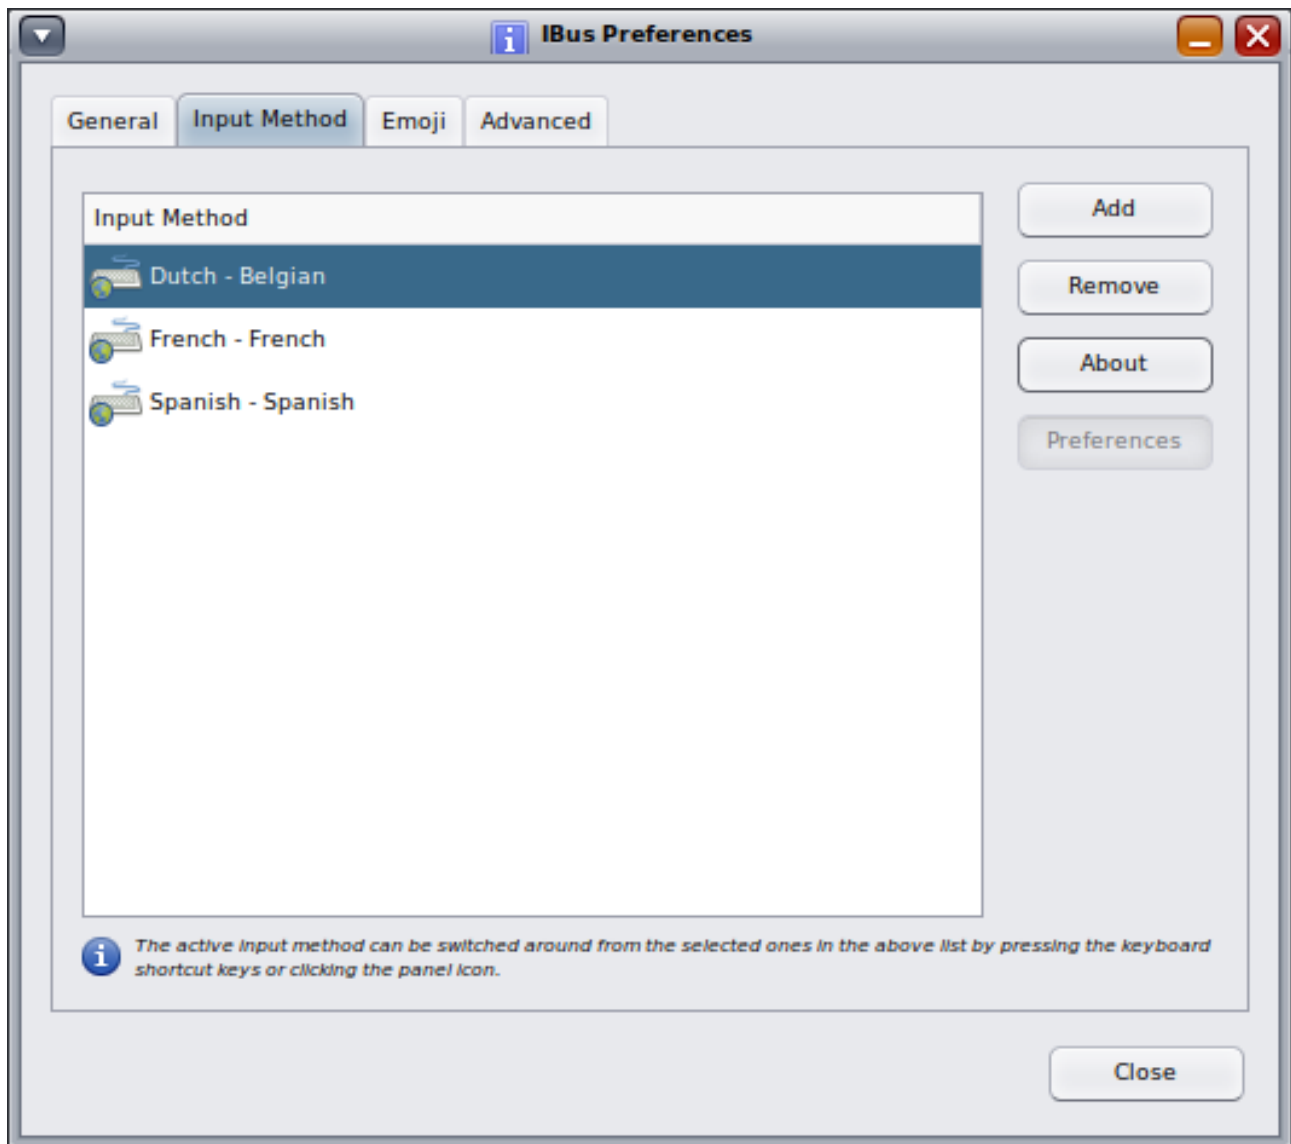 IBus Preferences
General
Input Method
Emoji
Advanced
Input Method
Dutch - Belgian
French - French
Spanish - Spanish
Add
Remove
About
Preferences
The active input method can be switched around from the selected ones in the above list by pressing the keyboard
shortcut keys or clicking the panel icon.
Close